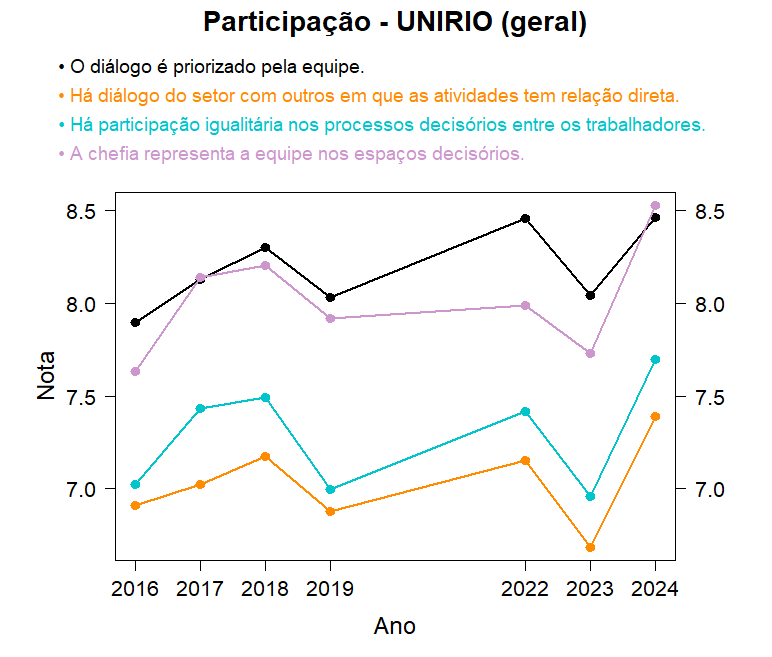 Participação - UNIRIO (geral)
• O diálogo é priorizado pela equipe.
• Há diálogo do setor com outros em que as atividades tem relação direta.
• Há participação igualitária nos processos decisórios entre os trabalhadores.
• A chefia representa a equipe nos espaços decisórios.
8.5 8.5
8.0 8.0
Nota
7.5 7.5
7.0 7.0
2016 2017 2018 2019 2022 2023 2024
Ano